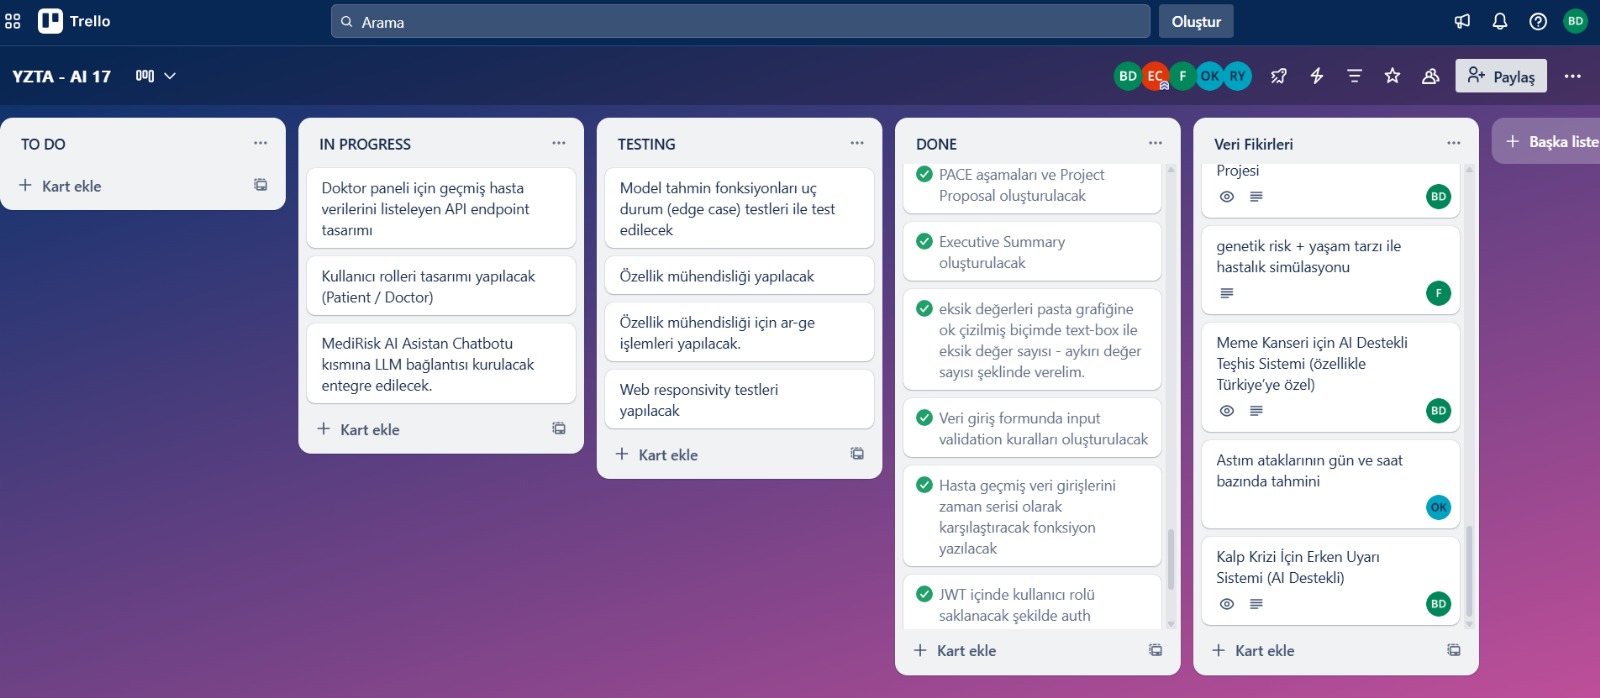 Trello
Arama
Oluştur
BD
YZTA - AI 17
BD
EC
F
OK
RY
Paylaş
TO DO
Kart ekle
IN PROGRESS
Doktor paneli için geçmiş hasta
verilerini listeleyen API endpoint
tasarımı
Kullanıcı rolleri tasarımı yapılacak
(Patient / Doctor)
MediRisk AI Asistan Chatbotu
kısmına LLM bağlantısı kurulacak
entegre edilecek.
Kart ekle
TESTING
Model tahmin fonksiyonları uç
durum (edge case) testleri ile test
edilecek
Özellik mühendisliği yapılacak
Özellik mühendisliği için ar-ge
işlemleri yapılacak.
Web responsivity testleri
yapılacak
Kart ekle
DONE
PACE aşamaları ve Project
Proposal oluşturulacak
Executive Summary
oluşturulacak
eksik değerleri pasta grafiğine
ok çizilmiş biçimde text-box ile
eksik değer sayısı - aykırı değer
sayısı şeklinde verelim.
Veri giriş formunda input
validation kuralları oluşturulacak
Hasta geçmiş veri girişlerini
zaman serisi olarak
karşılaştıracak fonksiyon
yazılacak
JWT içinde kullanıcı rolü
saklanacak şekilde auth
Kart ekle
Veri Fikirleri
Projesi
BD
genetik risk + yaşam tarzı ile
hastalık simülasyonu
F
Meme Kanseri için AI Destekli
Teşhis Sistemi (özellikle
Türkiye'ye özel)
BD
Astım ataklarının gün ve saat
bazında tahmini
OK
Kalp Krizi İçin Erken Uyarı
Sistemi (AI Destekli)
BD
Kart ekle
Başka liste